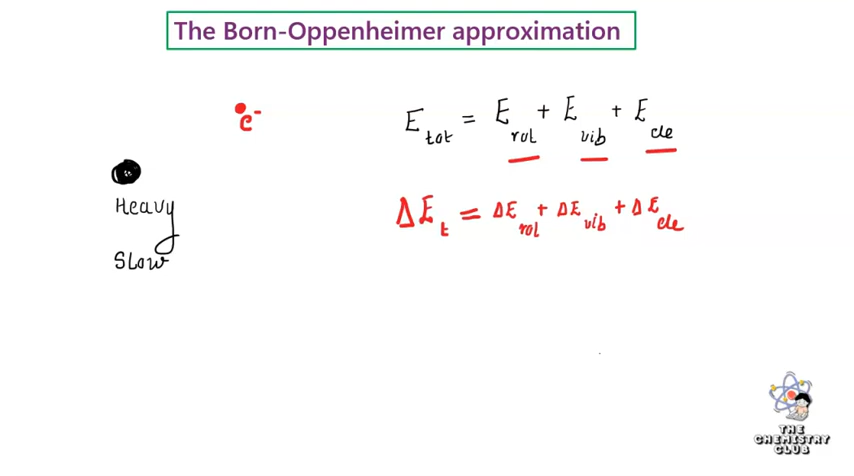 The Born-Oppenheimer approximation
e⁻
E_tot = E_rot + E_vib + E_ele
Heavy
Slow
ΔE_t = ΔE_rot + ΔE_vib + ΔE_ele
THE
CHEMISTRY
CLUB